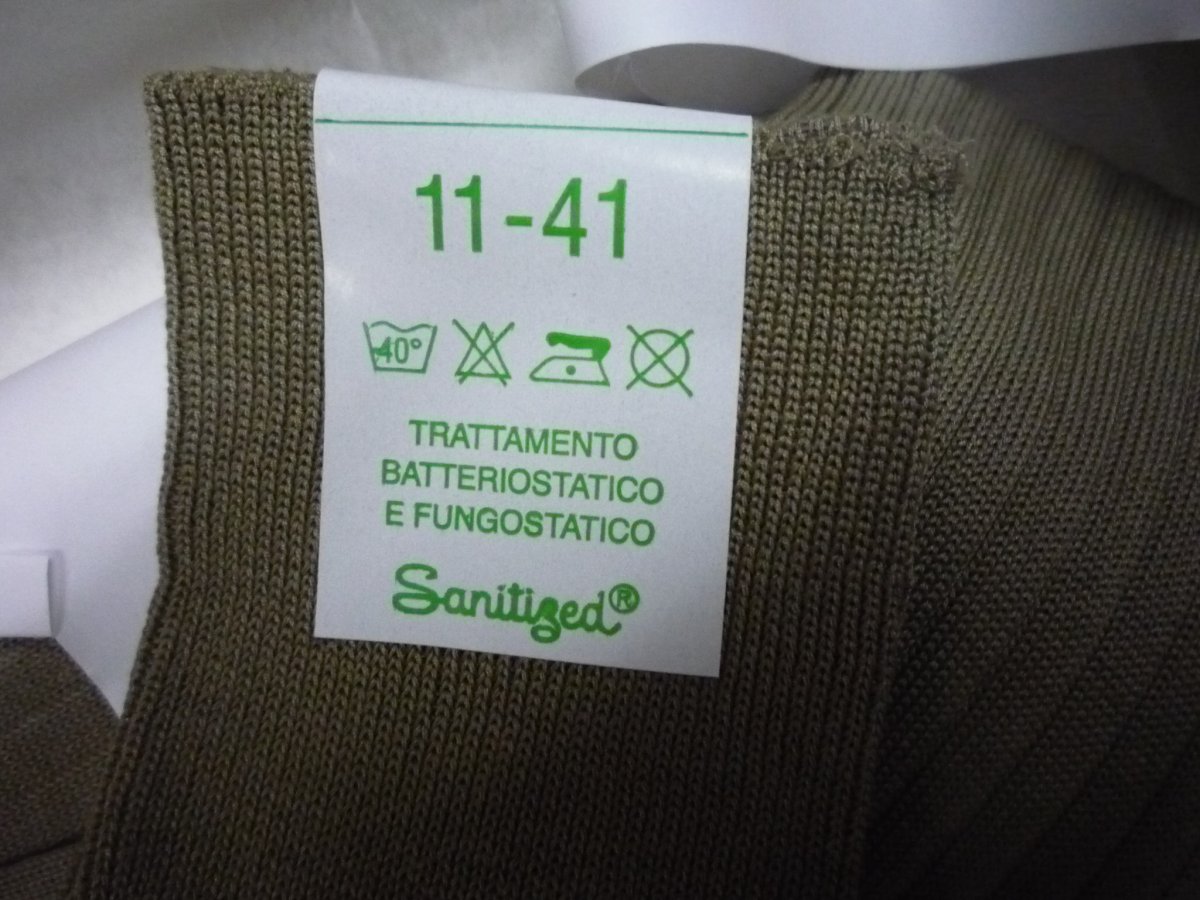 11-41
40°
TRATTAMENTO
BATTERIOSTATICO
E FUNGOSTATICO
Sanitized®